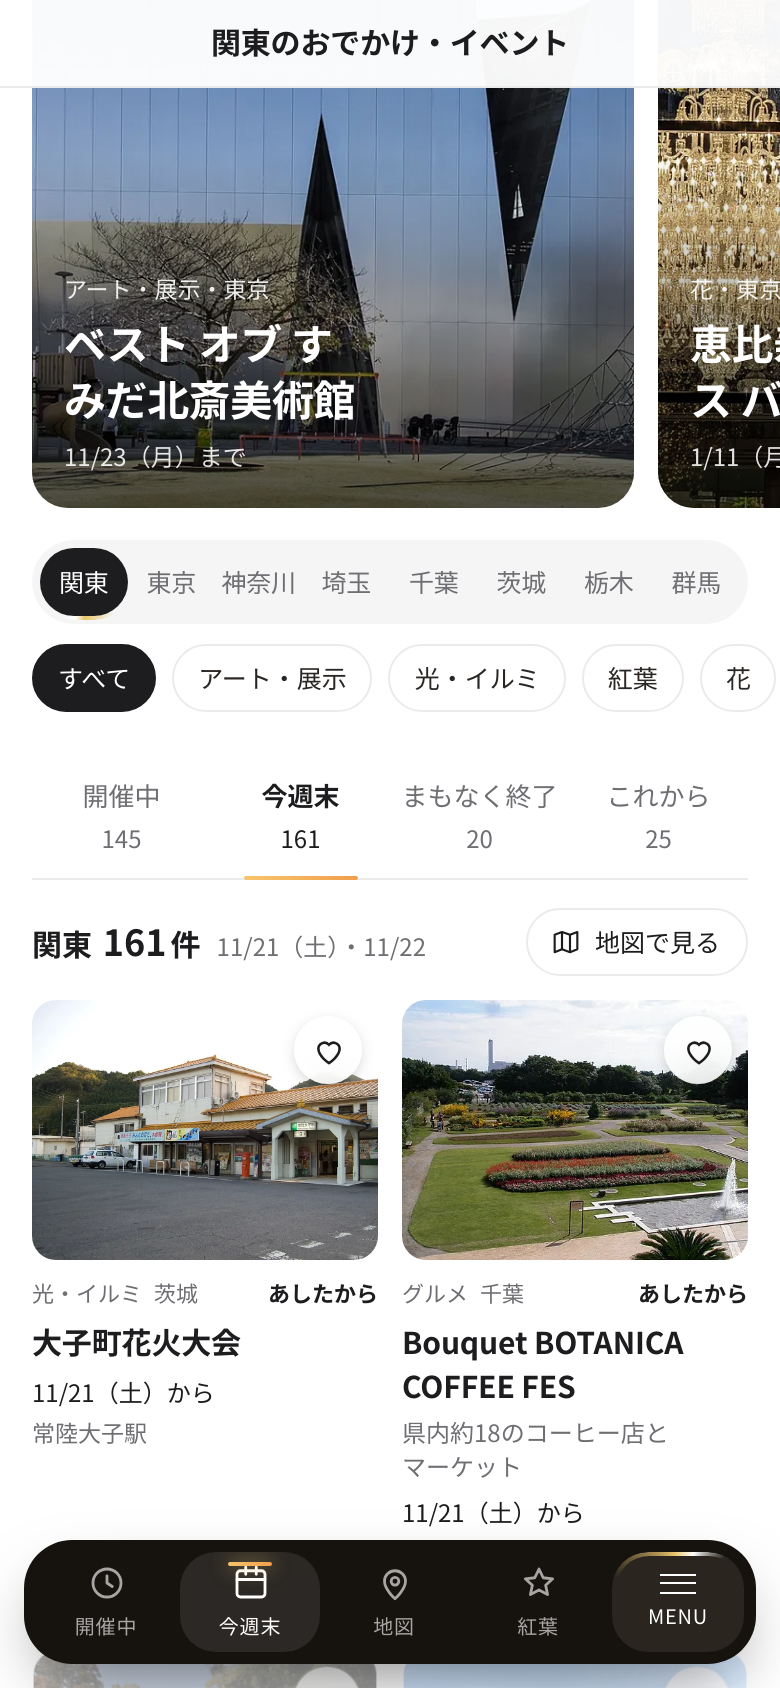 関東のおでかけ・イベント
アート・展示・東京
ベスト オブ す
みだ北斎美術館
11/23（月）まで
花・東京
恵比
ス バ
1/11（月
関東
東京
神奈川
埼玉
千葉
茨城
栃木
群馬
すべて
アート・展示
光・イルミ
紅葉
花
開催中
今週末
まもなく終了
これから
145
161
20
25
関東 161件 11/21（土）・11/22
地図で見る
光・イルミ 茨城 あしたから
大子町花火大会
11/21（土）から
常陸大子駅
グルメ 千葉 あしたから
Bouquet BOTANICA
COFFEE FES
県内約18のコーヒー店と
マーケット
11/21（土）から
開催中
今週末
地図
紅葉
MENU